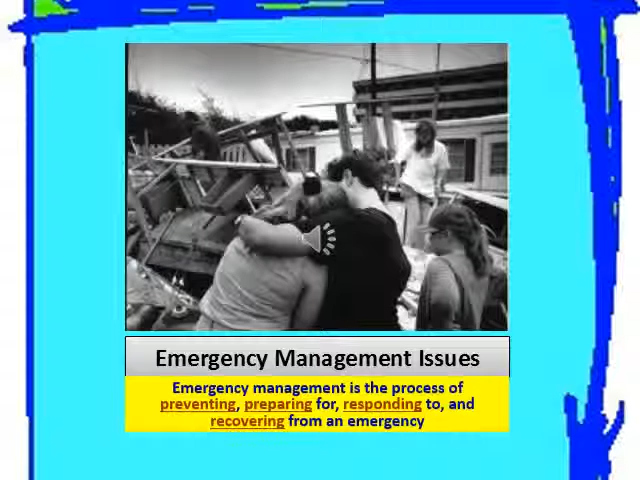 Emergency Management Issues
Emergency management is the process of
preventing, preparing for, responding to, and
recovering from an emergency